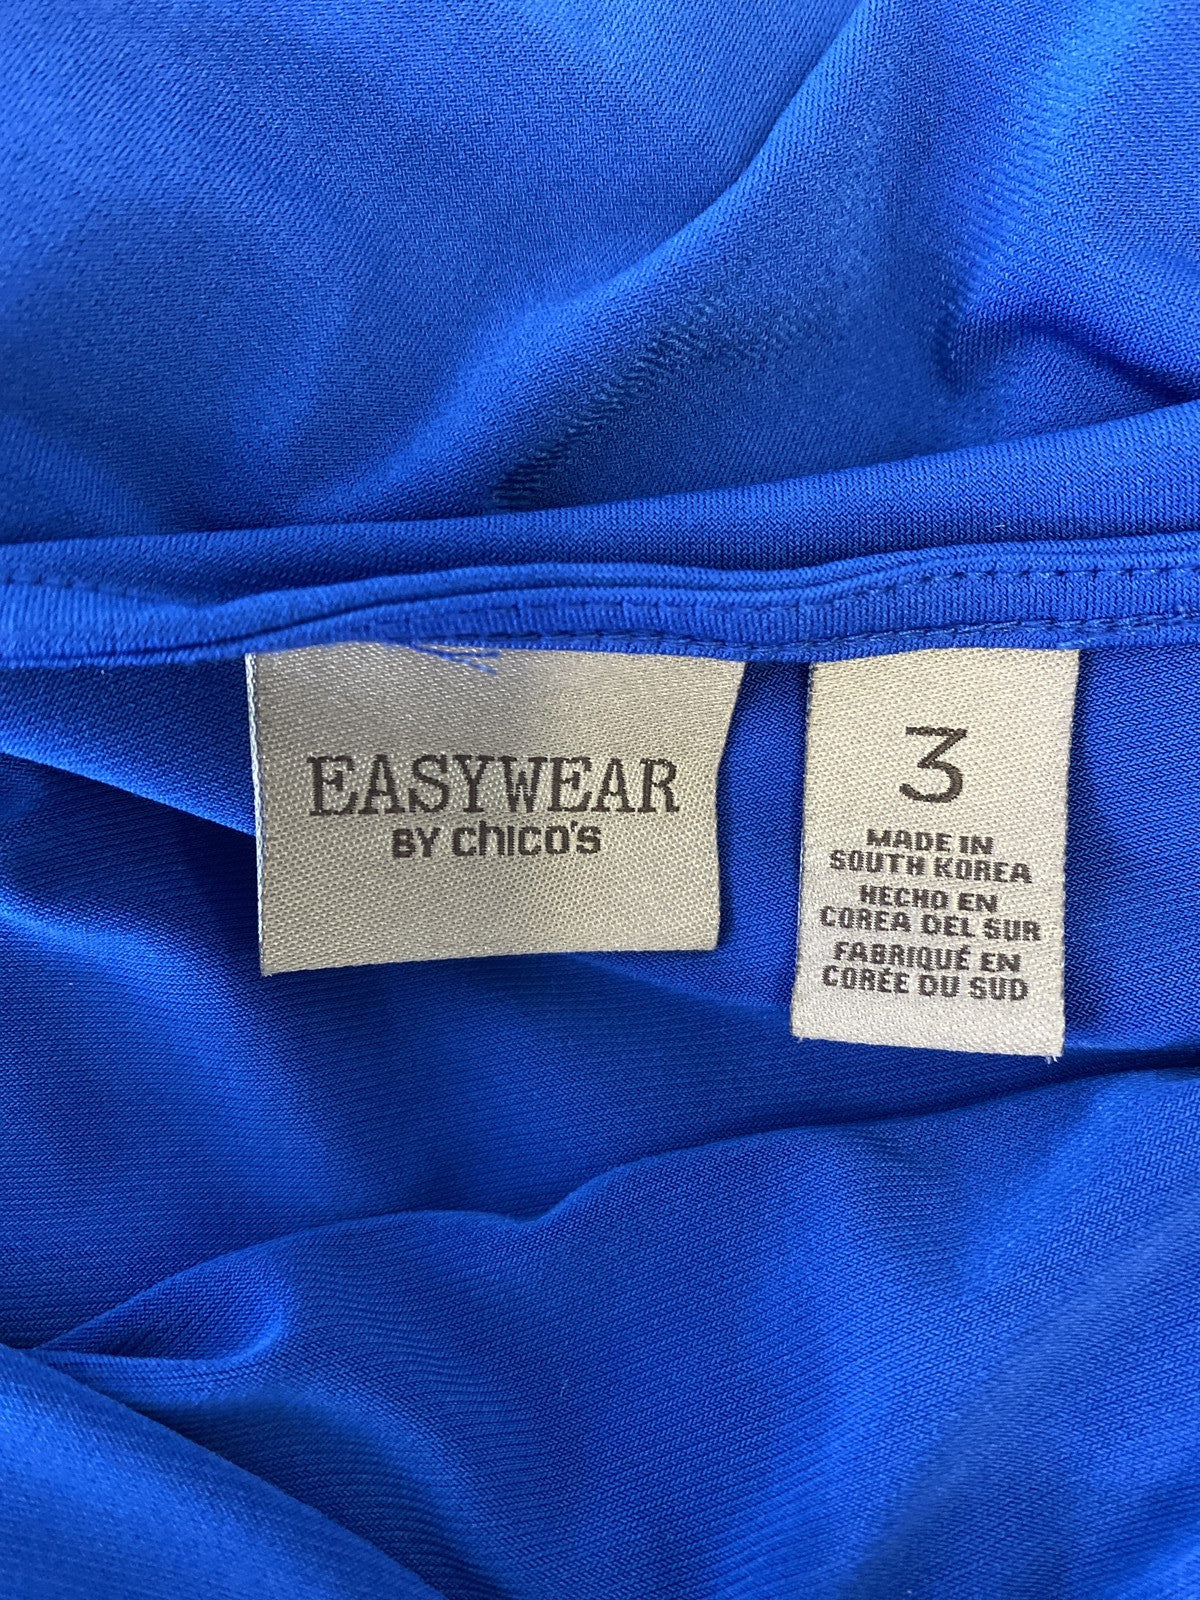 EASYWEAR
BY chico's
3
MADE IN
SOUTH KOREA
HECHO EN
COREA DEL SUR
FABRIQUÉ EN
CORÉE DU SUD